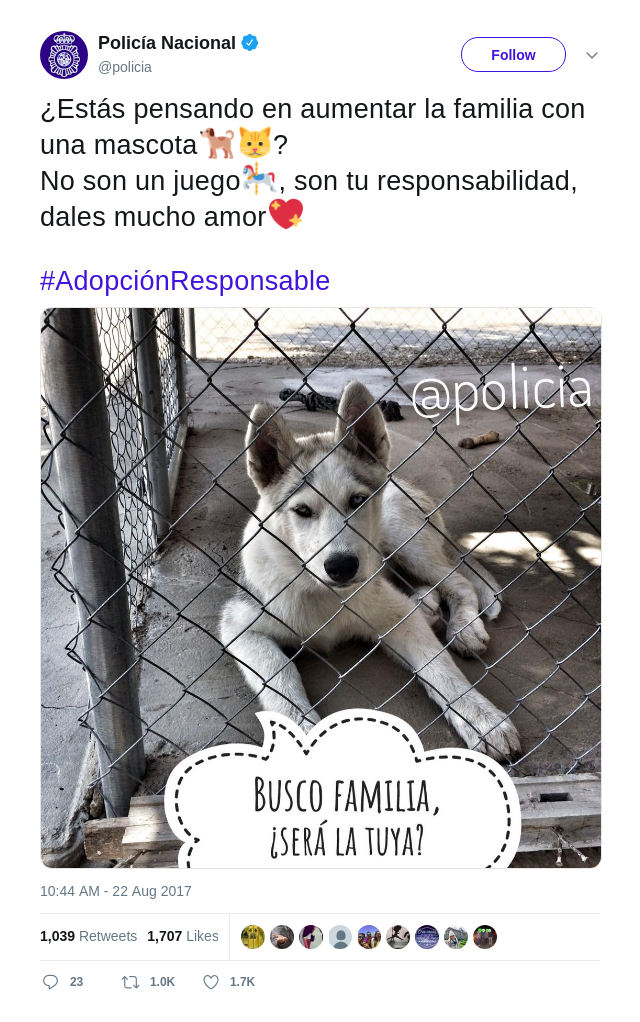 Policía Nacional
@policia
Follow
¿Estás pensando en aumentar la familia con
una mascota🐕🐱?
No son un juego🎠, son tu responsabilidad,
dales mucho amor💖
#AdopciónResponsable
@policia
BUSCO FAMILIA,
¿SERÁ LA TUYA?
10:44 AM - 22 Aug 2017
1,039 Retweets 1,707 Likes
23 1.0K 1.7K